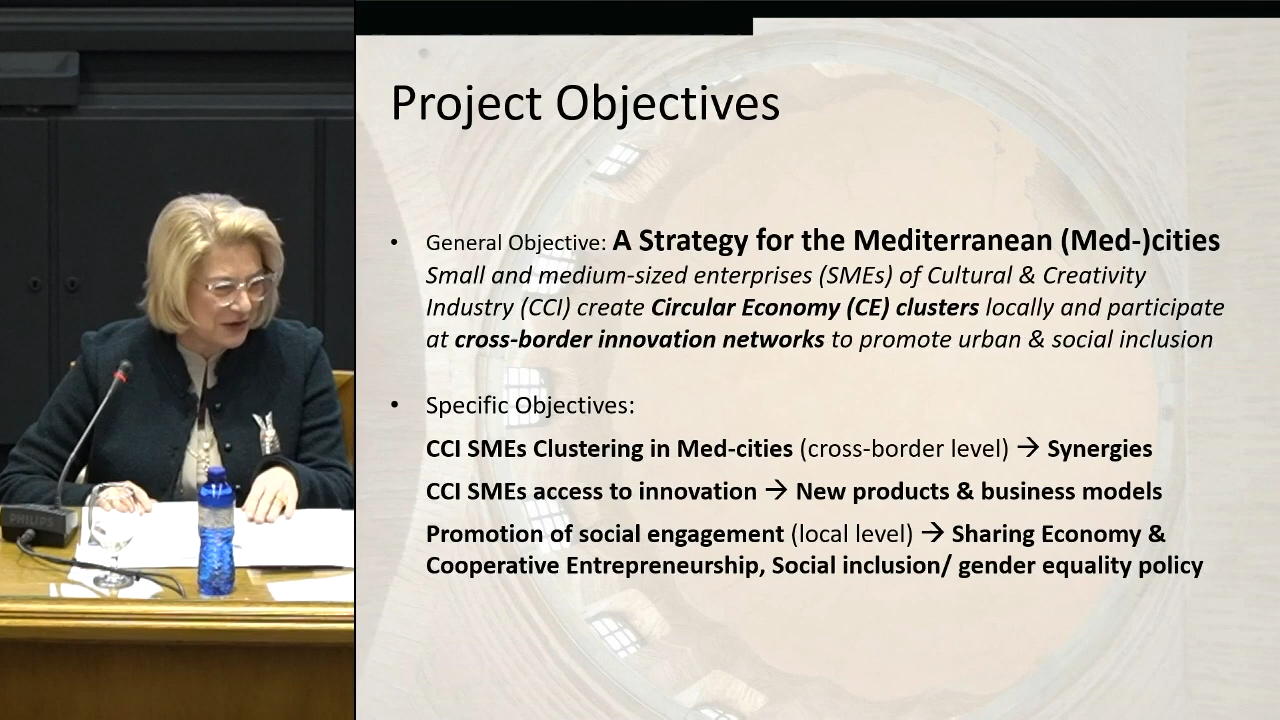 Project Objectives
• General Objective: A Strategy for the Mediterranean (Med-)cities
Small and medium-sized enterprises (SMEs) of Cultural & Creativity
Industry (CCI) create Circular Economy (CE) clusters locally and participate
at cross-border innovation networks to promote urban & social inclusion
• Specific Objectives:
CCI SMEs Clustering in Med-cities (cross-border level) → Synergies
CCI SMEs access to innovation → New products & business models
Promotion of social engagement (local level) → Sharing Economy &
Cooperative Entrepreneurship, Social inclusion/ gender equality policy
PHILIPS